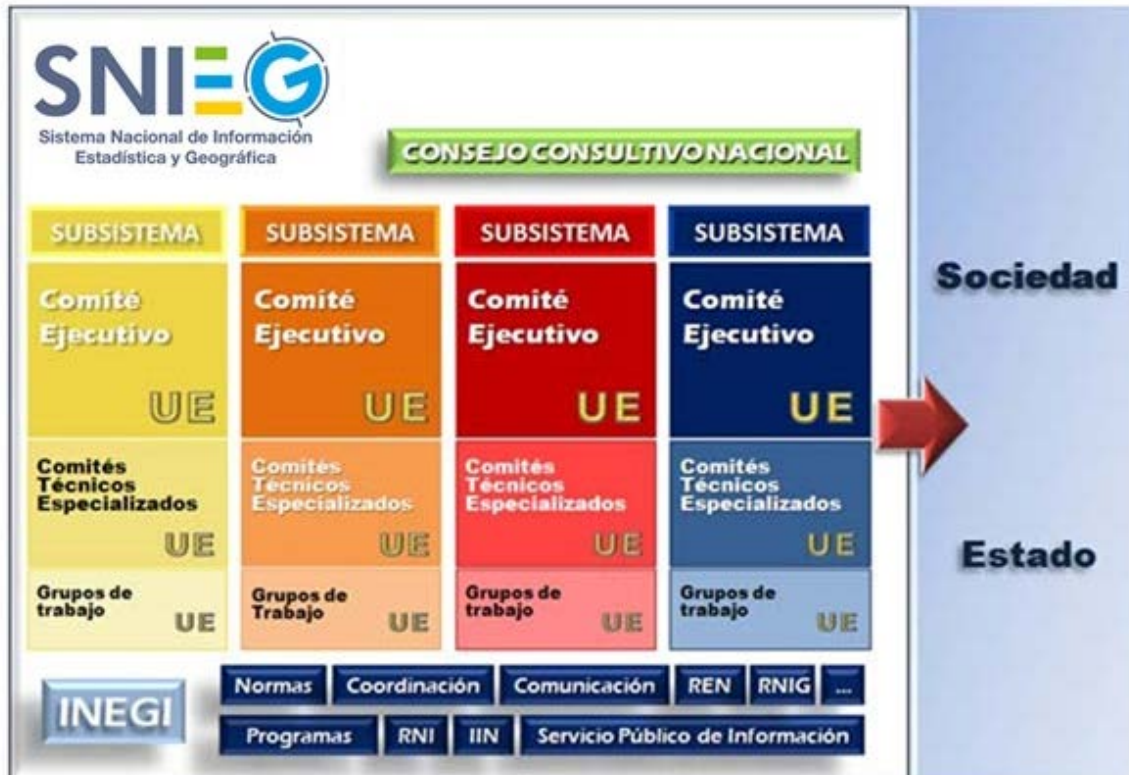 SNIEG
Sistema Nacional de Información
Estadística y Geográfica
CONSEJO CONSULTIVO NACIONAL
SUBSISTEMA
Comité
Ejecutivo
UE
Comités
Técnicos
Especializados
UE
Grupos de
trabajo
UE
SUBSISTEMA
Comité
Ejecutivo
UE
Comités
Técnicos
Especializados
UE
Grupos de
Trabajo
UE
SUBSISTEMA
Comité
Ejecutivo
UE
Comités
Técnicos
Especializados
UE
Grupos de
trabajo
UE
SUBSISTEMA
Comité
Ejecutivo
UE
Comités
Técnicos
Especializados
UE
Grupos de
trabajo
UE
INEGI
Normas
Coordinación
Comunicación
REN
RNIG
...
Programas
RNI
IIN
Servicio Público de Información
Sociedad
Estado